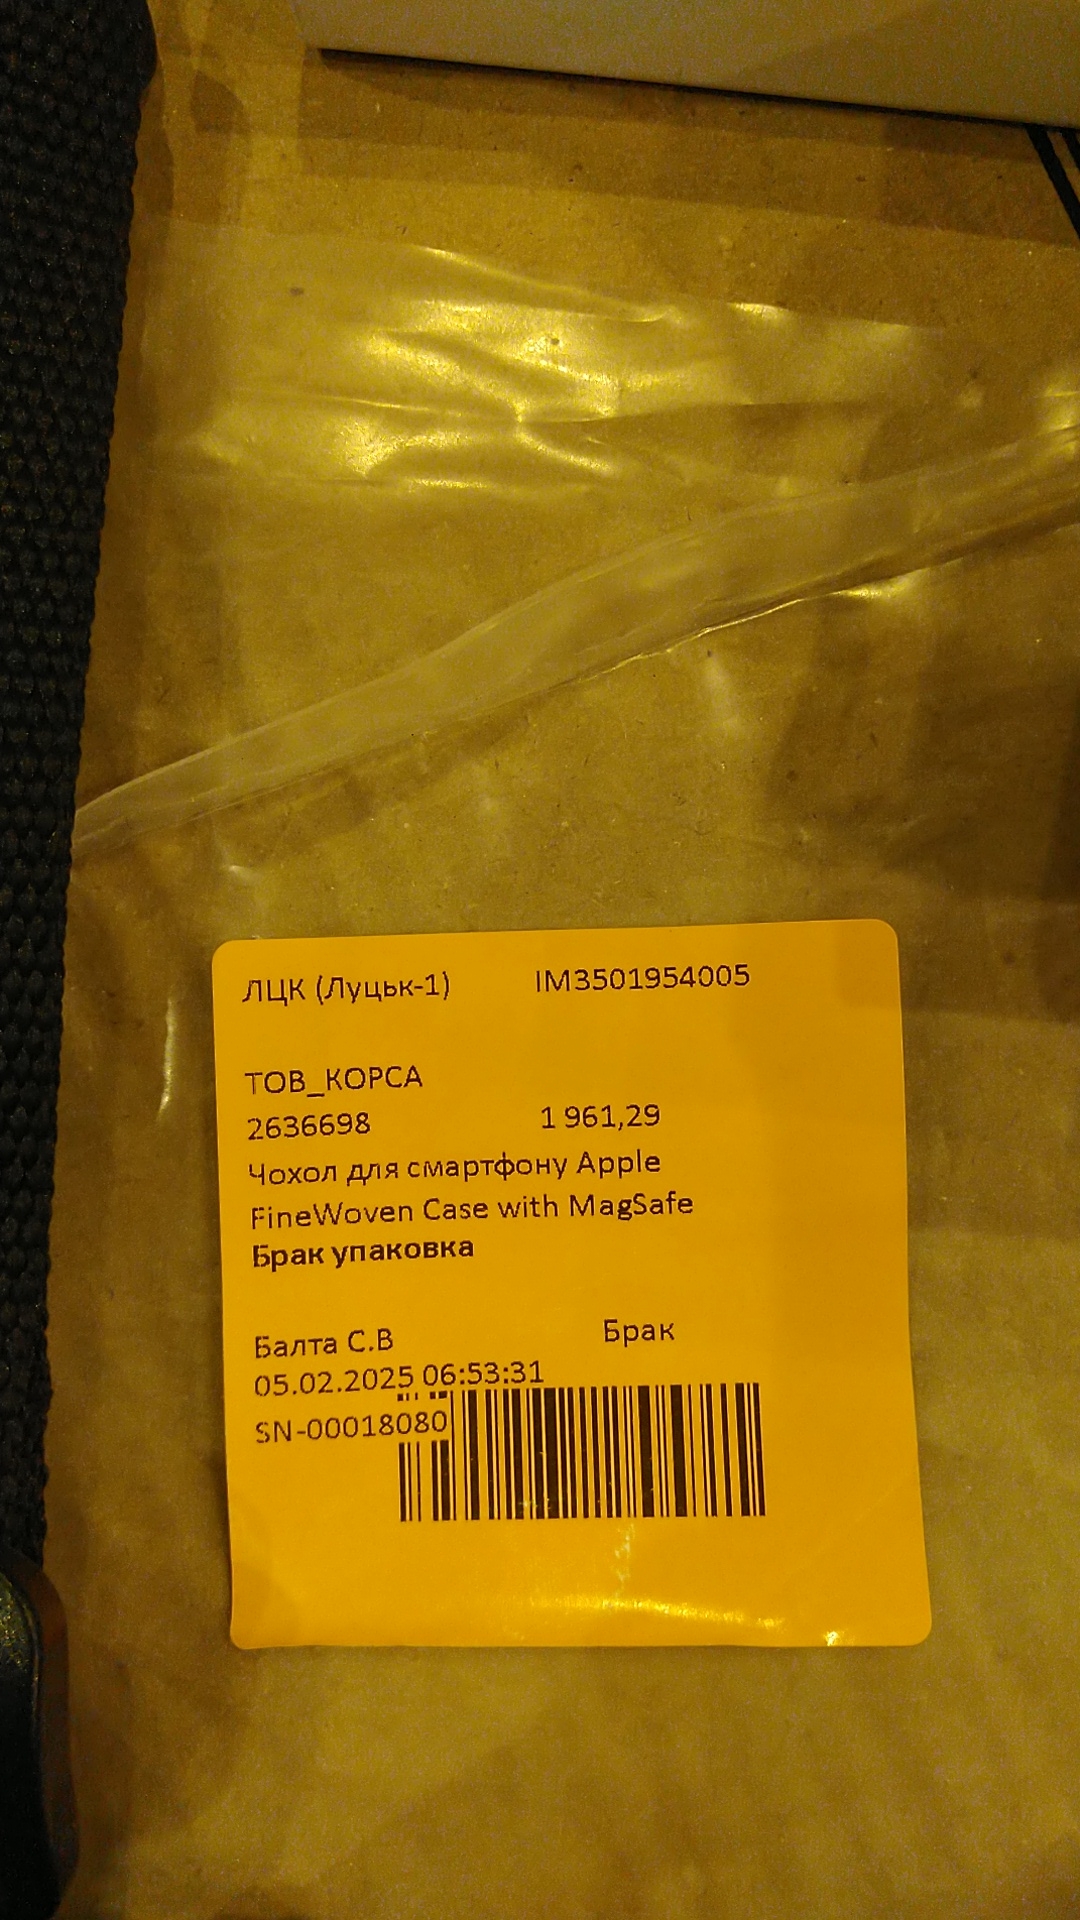 ЛЦК (Луцьк-1) IM3501954005
ТОВ_КОРСА
2636698 1 961,29
Чохол для смартфону Apple
FineWoven Case with MagSafe
Брак упаковка
Балта С.В Брак
05.02.2025 06:53:31
SN-00018080